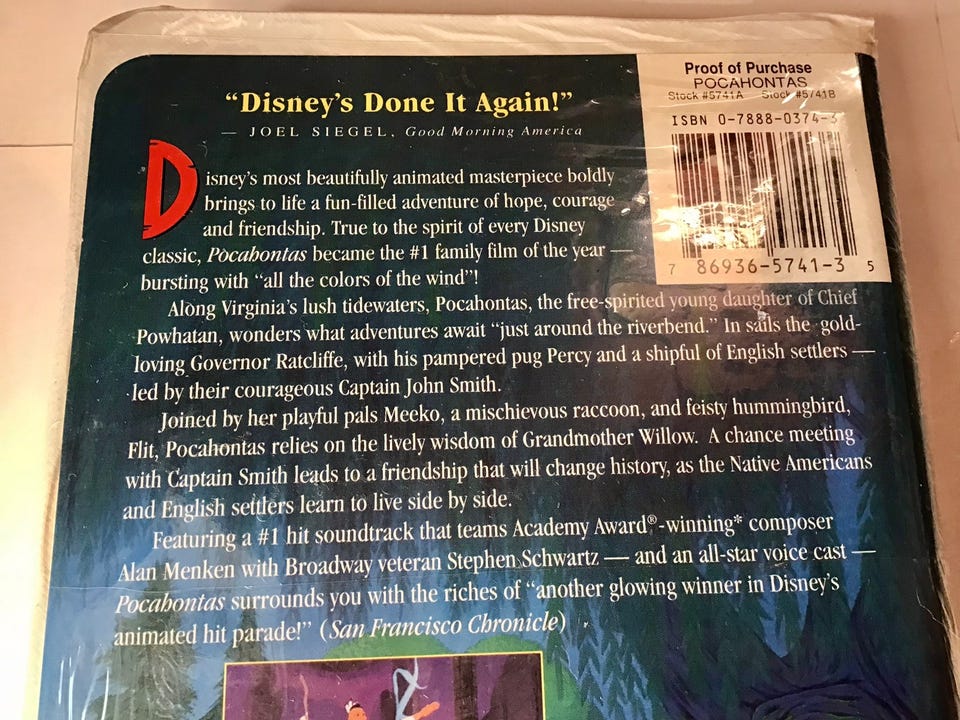 "Disney's Done It Again!"
— JOEL SIEGEL, Good Morning America
Disney's most beautifully animated masterpiece boldly
brings to life a fun-filled adventure of hope, courage
and friendship. True to the spirit of every Disney
classic, Pocahontas became the #1 family film of the year —
bursting with "all the colors of the wind"!
Along Virginia's lush tidewaters, Pocahontas, the free-spirited young daughter of Chief
Powhatan, wonders what adventures await "just around the riverbend." In sails the gold-
loving Governor Ratcliffe, with his pampered pug Percy and a shipful of English settlers —
led by their courageous Captain John Smith.
Joined by her playful pals Meeko, a mischievous raccoon, and feisty hummingbird,
Flit, Pocahontas relies on the lively wisdom of Grandmother Willow. A chance meeting
with Captain Smith leads to a friendship that will change history, as the Native Americans
and English settlers learn to live side by side.
Featuring a #1 hit soundtrack that teams Academy Award®-winning* composer
Alan Menken with Broadway veteran Stephen Schwartz — and an all-star voice cast —
Pocahontas surrounds you with the riches of "another glowing winner in Disney's
animated hit parade!" (San Francisco Chronicle)
Proof of Purchase
POCAHONTAS
Stock #5741A Stock #5741B
ISBN 0-7888-0374-3
7 86936-5741-3 5